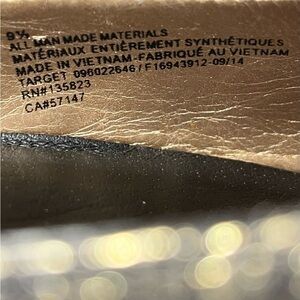 9½
ALL MAN MADE MATERIALS
MATÉRIAUX ENTIÈREMENT SYNTHÉTIQUES
MADE IN VIETNAM-FABRIQUÉ AU VIETNAM
TARGET 096022646/F16943912-09/14
RN#135823
CA#57147